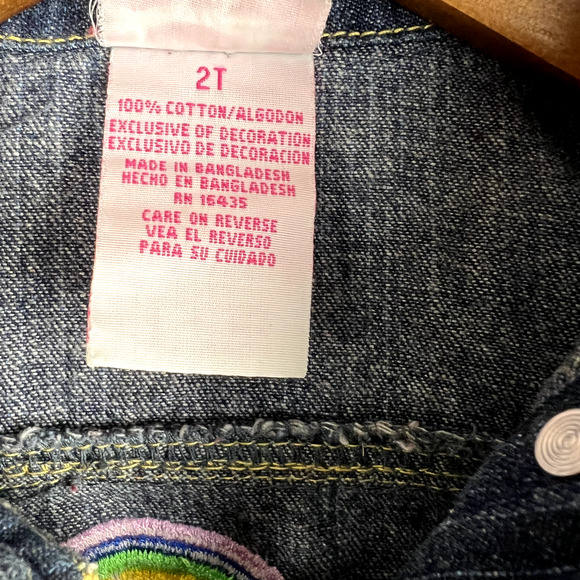 2T
100% COTTON/ALGODON
EXCLUSIVE OF DECORATION
EXCLUSIVO DE DECORACION
MADE IN BANGLADESH
HECHO EN BANGLADESH
RN 16435
CARE ON REVERSE
VEA EL REVERSO
PARA SU CUIDADO